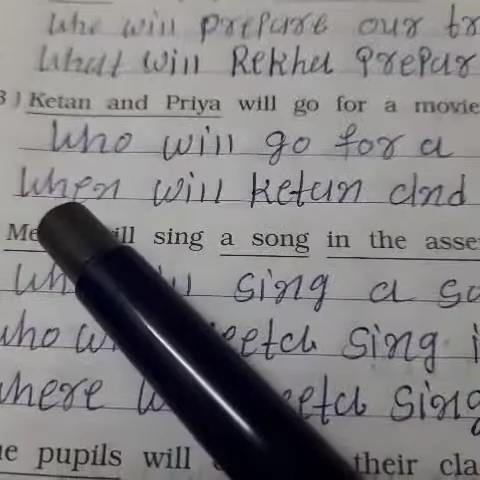 Who will prepare our
What will Rekha Prepar
3) Ketan and Priya will go for a movie
Who will go for a
When will ketan and
ill sing a song in the asse
sing a
who eeta sing i
where eeta sing
e pupils will their cla